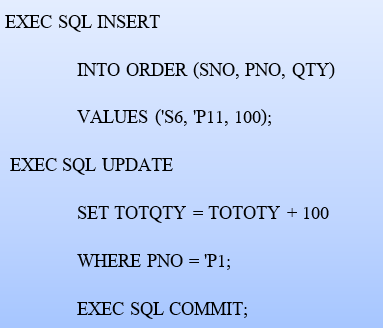 EXEC SQL INSERT
INTO ORDER (SNO, PNO, QTY)
VALUES ('S6, 'P11, 100);
EXEC SQL UPDATE
SET TOTQTY = TOTOTY + 100
WHERE PNO = 'P1;
EXEC SQL COMMIT;